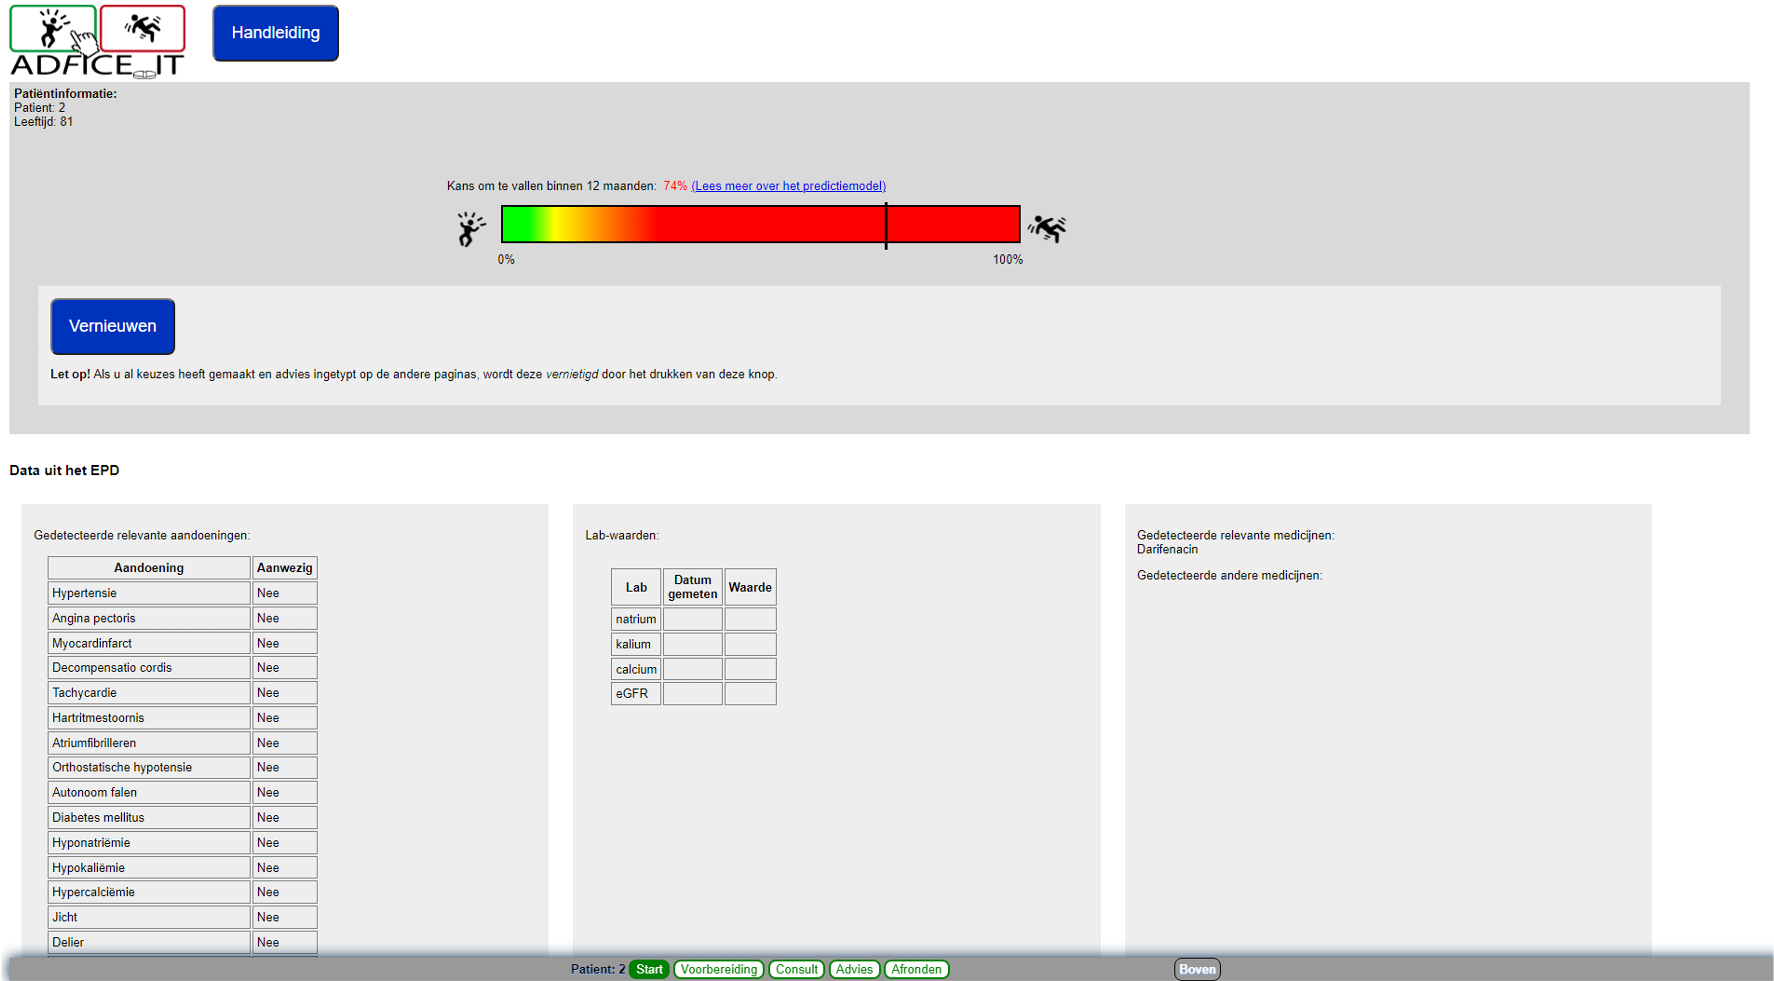 ADFICE_IT
Handleiding
Patiëntinformatie:
Patient: 2
Leeftijd: 81
Kans om te vallen binnen 12 maanden: 74% (Lees meer over het predictiemodel)
0% 100%
Vernieuwen
Let op! Als u al keuzes heeft gemaakt en advies ingetypt op de andere paginas, wordt deze vernietigd door het drukken van deze knop.
Data uit het EPD
Gedetecteerde relevante aandoeningen:
Aandoening Aanwezig
Hypertensie Nee
Angina pectoris Nee
Myocardinfarct Nee
Decompensatio cordis Nee
Tachycardie Nee
Hartritmestoornis Nee
Atriumfibrilleren Nee
Orthostatische hypotensie Nee
Autonoom falen Nee
Diabetes mellitus Nee
Hyponatriëmie Nee
Hypokaliëmie Nee
Hypercalciëmie Nee
Jicht Nee
Delier Nee
Lab-waarden:
Lab Datum gemeten Waarde
natrium
kalium
calcium
eGFR
Gedetecteerde relevante medicijnen:
Darifenacin
Gedetecteerde andere medicijnen:
Patient: 2 Start Voorbereiding Consult Advies Afronden Boven